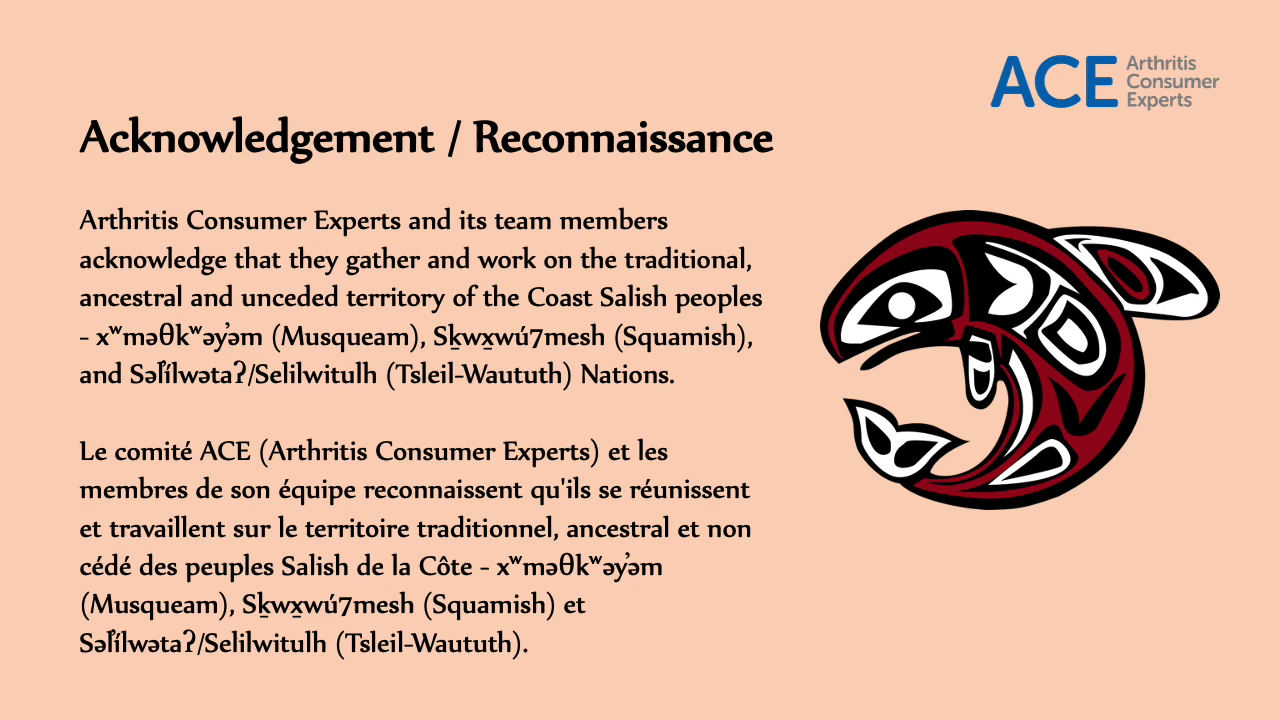 ACE Arthritis
Consumer
Experts
Acknowledgement / Reconnaissance
Arthritis Consumer Experts and its team members
acknowledge that they gather and work on the traditional,
ancestral and unceded territory of the Coast Salish peoples
- xʷməθkʷəy̓əm (Musqueam), Sḵwx̱wú7mesh (Squamish),
and Səl̓ílwətaʔ/Selilwitulh (Tsleil-Waututh) Nations.
Le comité ACE (Arthritis Consumer Experts) et les
membres de son équipe reconnaissent qu'ils se réunissent
et travaillent sur le territoire traditionnel, ancestral et non
cédé des peuples Salish de la Côte - xʷməθkʷəy̓əm
(Musqueam), Sḵwx̱wú7mesh (Squamish) et
Səl̓ílwətaʔ/Selilwitulh (Tsleil-Waututh).